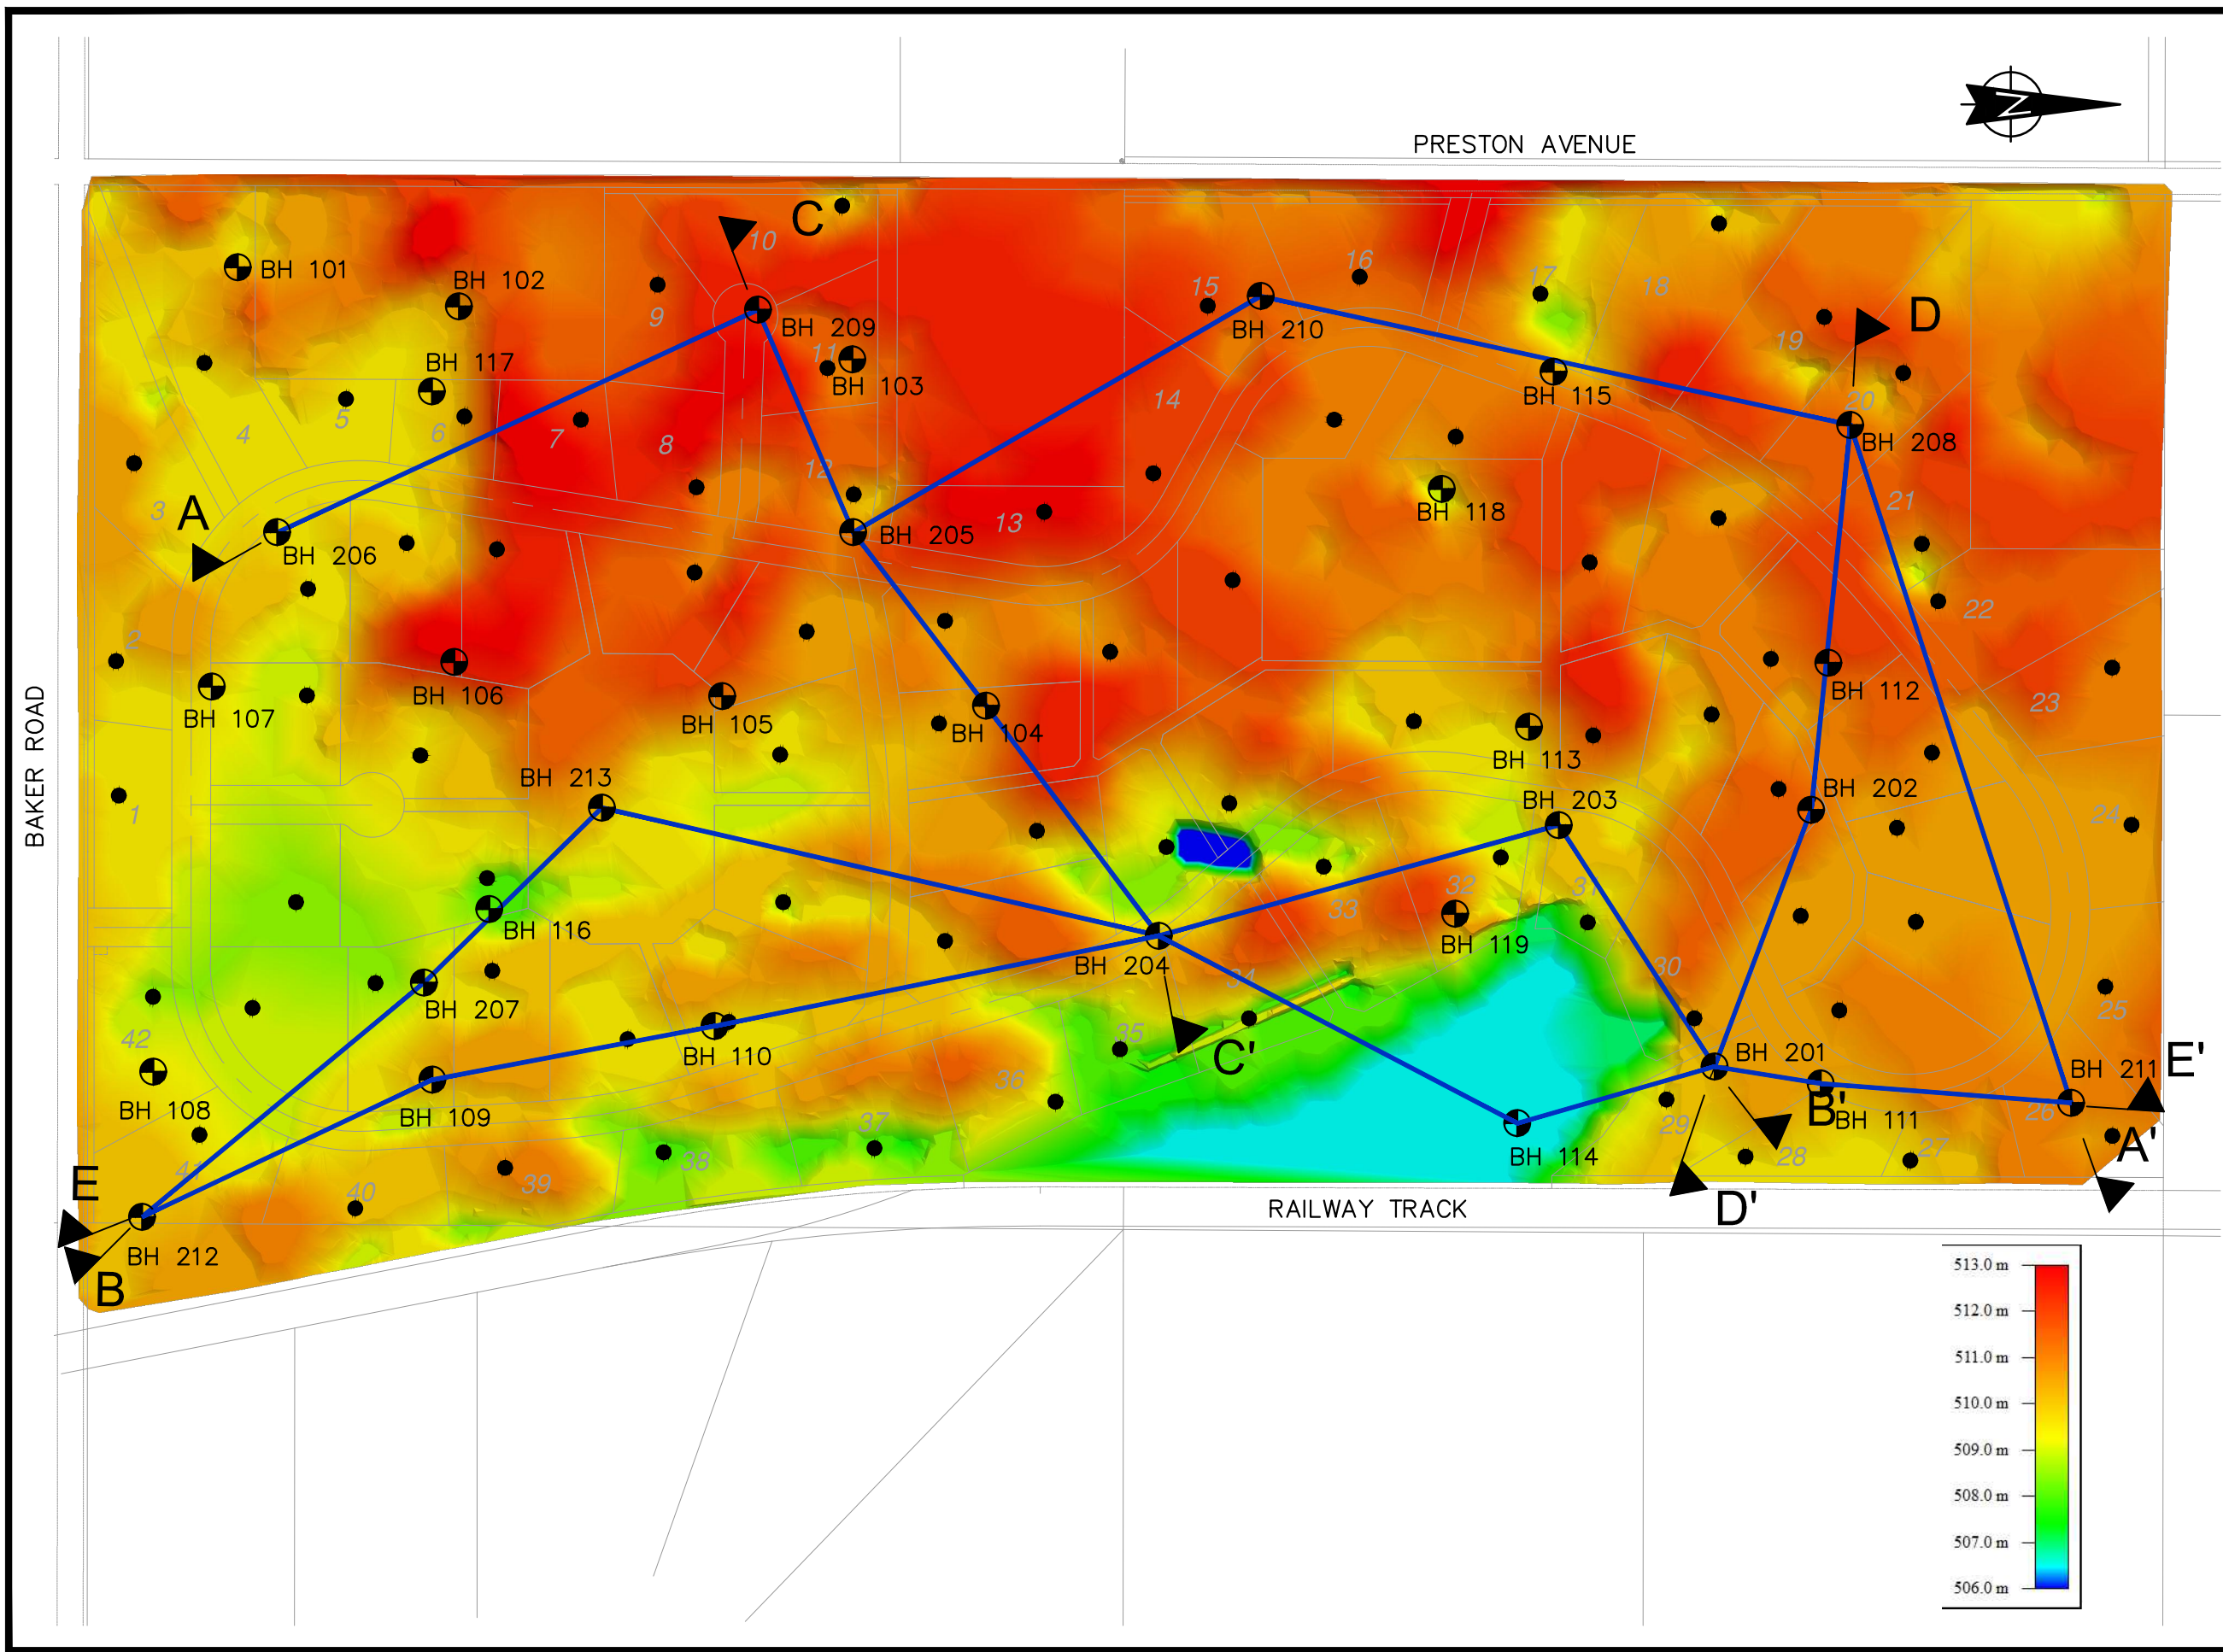 Z
PRESTON AVENUE
C
10
BH 101
BH 102
16
17
18
15
9
BH 209
BH 210
D
19
11
BH 103
BH 117
BH 115
20
4
5
6
7
8
14
BH 208
12
3
A
BH 118
21
13
BH 206
BH 205
22
2
BH 107
BH 106
BH 105
BH 104
BH 112
23
BH 113
BAKER ROAD
1
BH 213
BH 203
BH 202
24
32
31
33
BH 116
BH 119
BH 204
34
30
BH 207
25
42
35
C'
BH 110
BH 201
E'
BH 211
36
BH 108
BH 109
B'
BH 111
26
29
37
A'
38
BH 114
28
27
41
E
40
39
D'
RAILWAY TRACK
BH 212
B
513.0 m
512.0 m
511.0 m
510.0 m
509.0 m
508.0 m
507.0 m
506.0 m